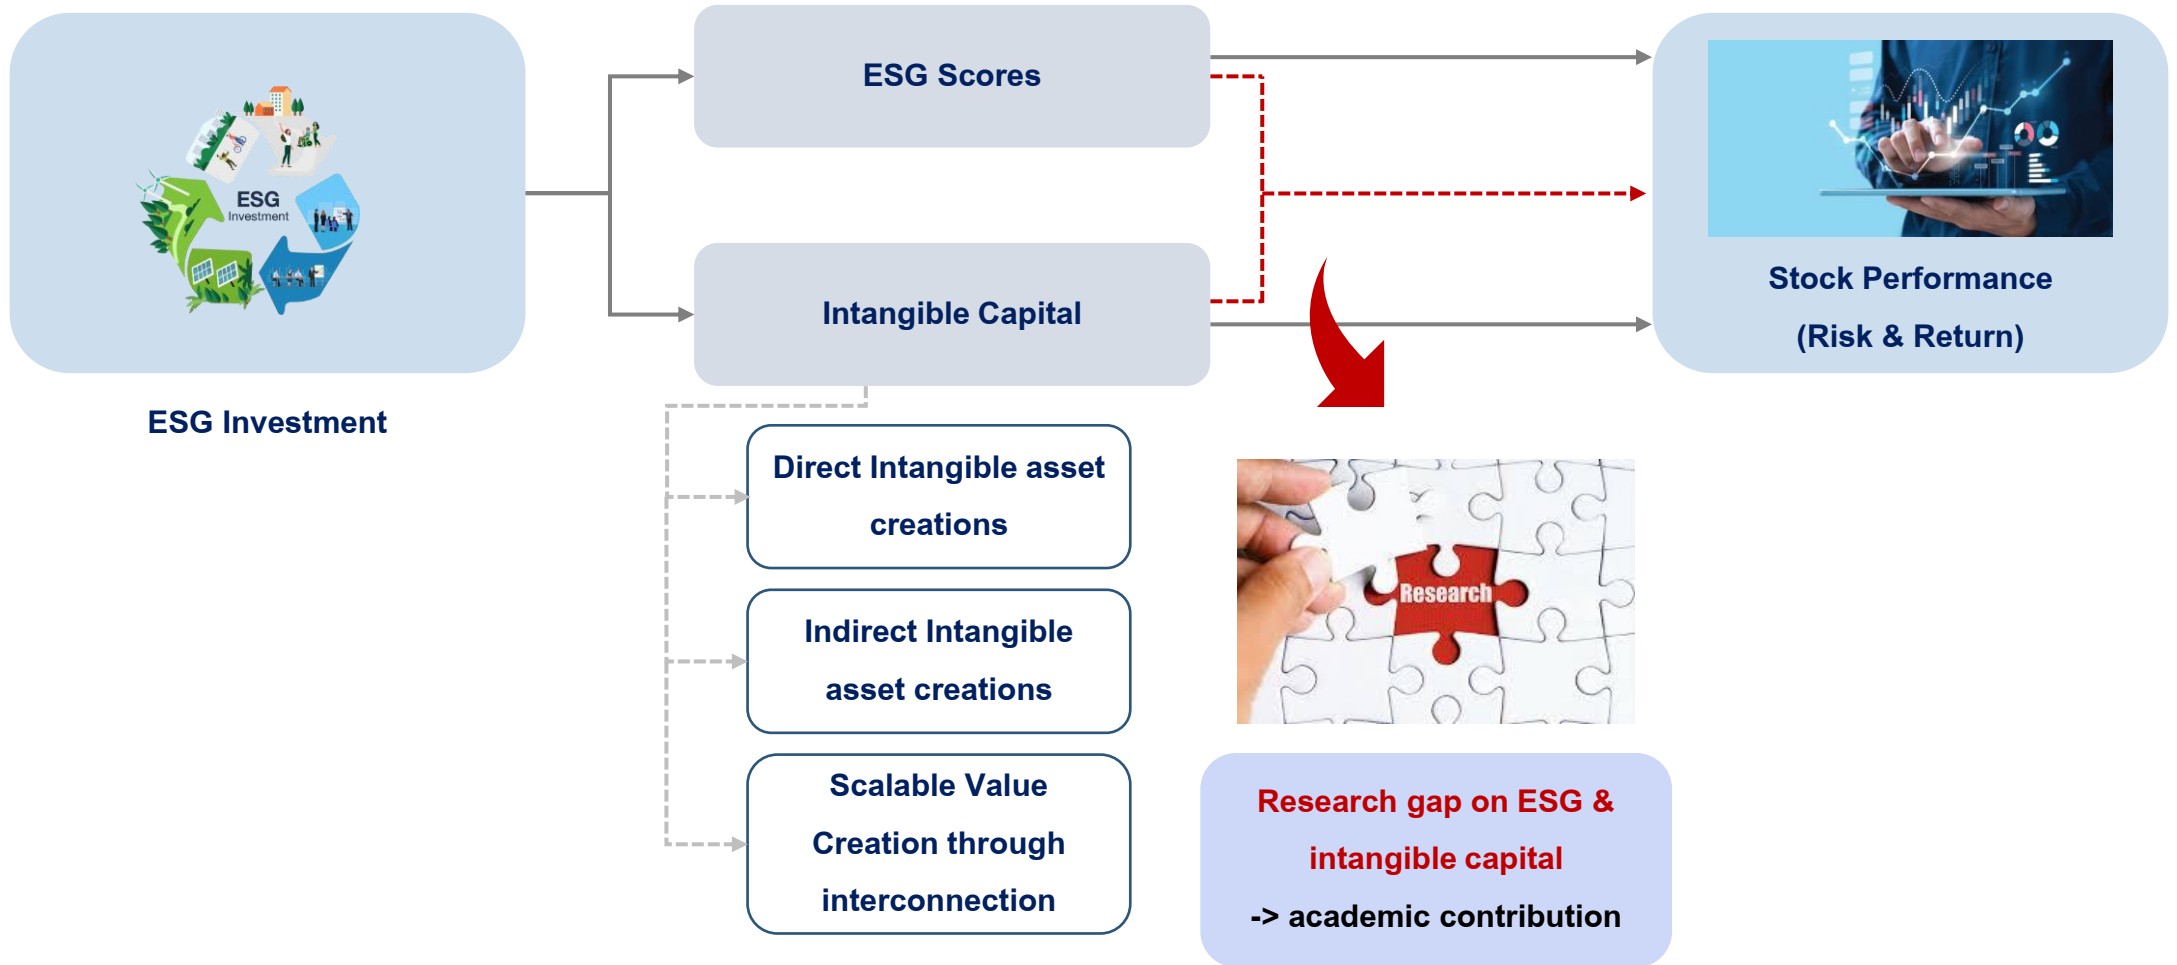 ESG
Investment
ESG Investment
ESG Scores
Intangible Capital
Direct Intangible asset
creations
Indirect Intangible
asset creations
Scalable Value
Creation through
interconnection
Stock Performance
(Risk & Return)
Research
Research gap on ESG &
intangible capital
-> academic contribution